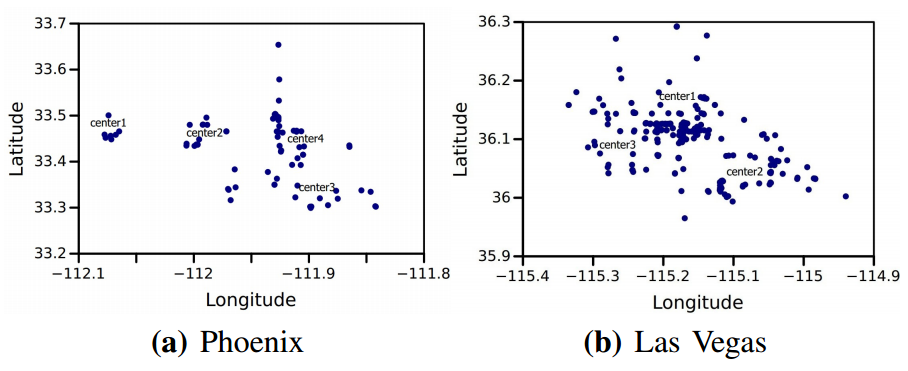 33.7
33.6
33.5
33.4
33.3
33.2
Latitude
center1
center2
center4
center3
−112.1
−112
−111.9
−111.8
Longitude
(a) Phoenix
36.3
36.2
36.1
36
35.9
Latitude
center1
center3
center2
−115.4
−115.3
−115.2
−115.1
−115
−114.9
Longitude
(b) Las Vegas